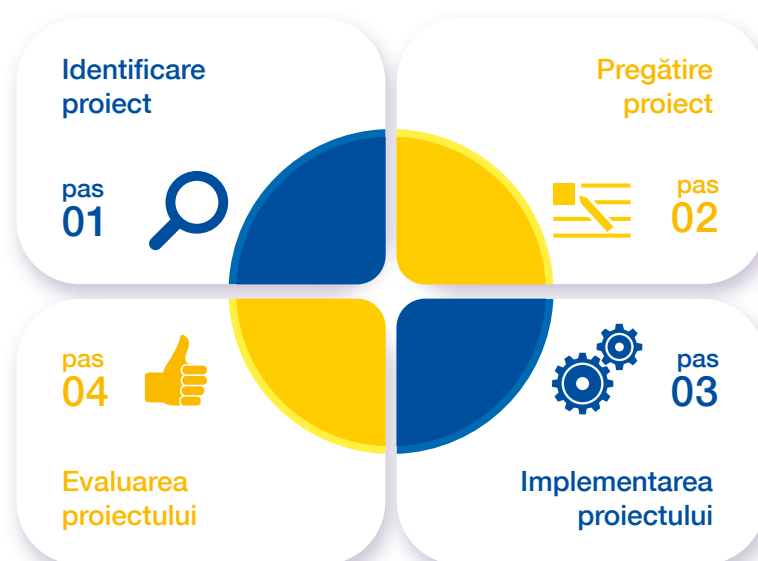 Identificare
proiect
pas
01
Pregătire
proiect
pas
02
pas
03
Implementarea
proiectului
pas
04
Evaluarea
proiectului